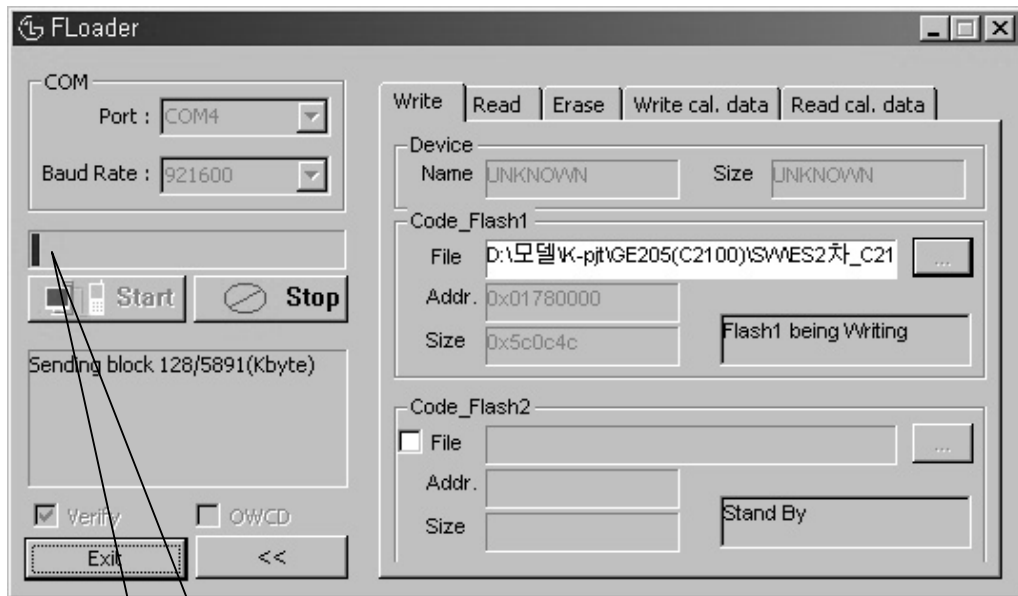 FLoader
COM
Port : COM4
Baud Rate : 921600
Start
Stop
Sending block 128/5891(Kbyte)
Verify
OWCD
Exit
<<
Write Read Erase Write cal. data Read cal. data
Device
Name UNKNOWN Size UNKNOWN
Code_Flash1
File D:\모델\K-pjt\GE205(C2100)\SW\ES2차_C21 ...
Addr. 0x01780000
Size 0x5c0c4c
Flash1 being Writing
Code_Flash2
File ...
Addr.
Size
Stand By